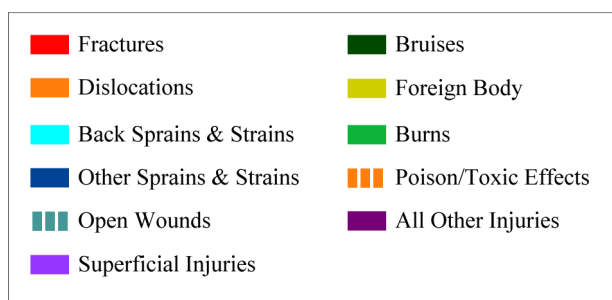 Fractures
Dislocations
Back Sprains & Strains
Other Sprains & Strains
Open Wounds
Superficial Injuries
Bruises
Foreign Body
Burns
Poison/Toxic Effects
All Other Injuries